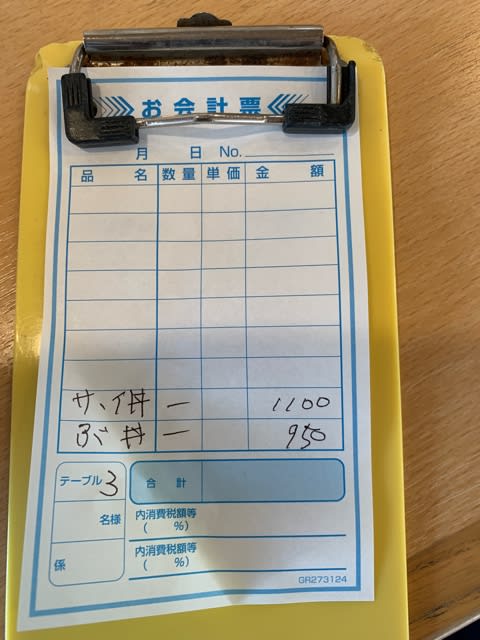 お会計票
月 日 No.
品名 数量 単価 金額
サ、イ丼 一 1100
丼 一 950
テーブル 3 合計
名様 内消費税額等
( %)
係 内消費税額等
( %)
GR273124